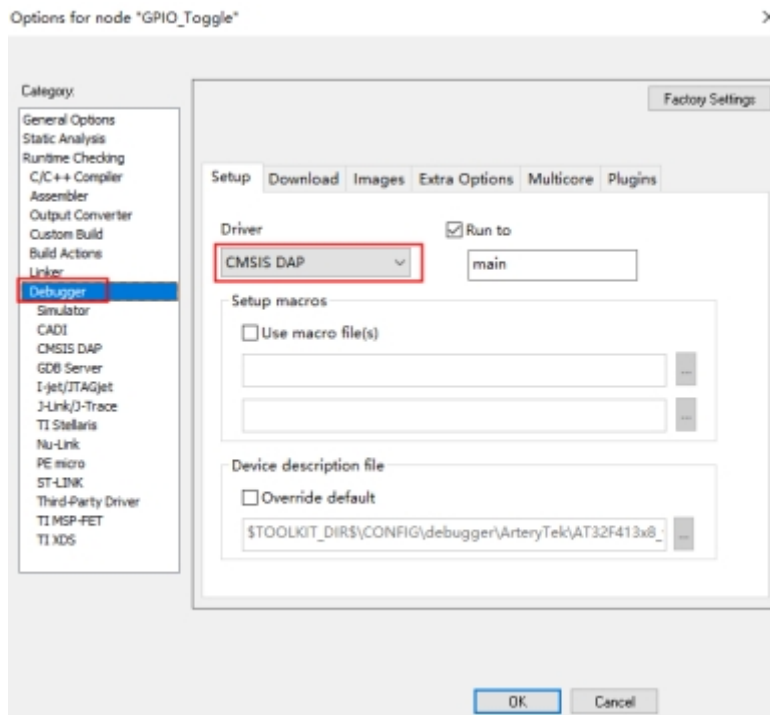 Options for node "GPIO_Toggle"
Category:
General Options
Static Analysis
Runtime Checking
C/C++ Compiler
Assembler
Output Converter
Custom Build
Build Actions
Linker
Debugger
Simulator
CADI
CMSIS DAP
GDB Server
I-jet/JTAGjet
J-Link/J-Trace
TI Stellaris
Nu-Link
PE micro
ST-LINK
Third-Party Driver
TI MSP-FET
TI XDS
Factory Settings
Setup Download Images Extra Options Multicore Plugins
Driver
CMSIS DAP
Run to
main
Setup macros
Use macro file(s)
...
...
Device description file
Override default
$TOOLKIT_DIR$\CONFIG\debugger\ArteryTek\AT32F413x8_
...
OK Cancel